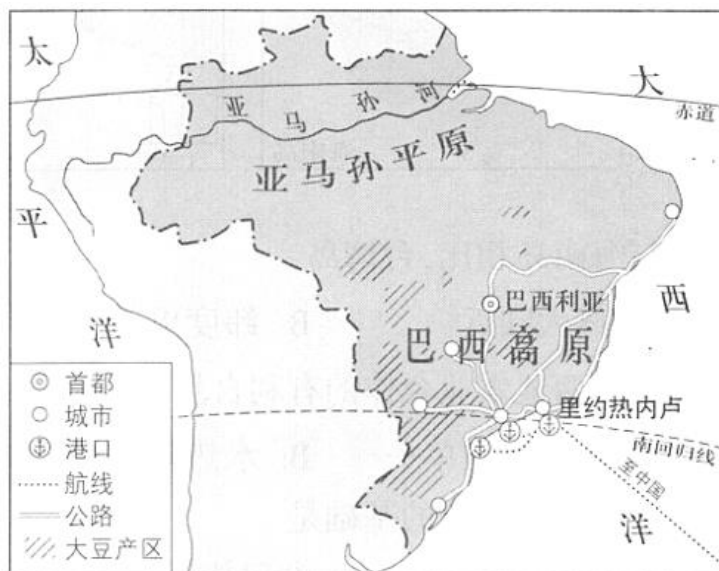 太平洋
大西洋
赤道
亚马孙河
亚马孙平原
巴西利亚
巴西高原
里约热内卢
南回归线
至中国
首都
城市
港口
航线
公路
大豆产区